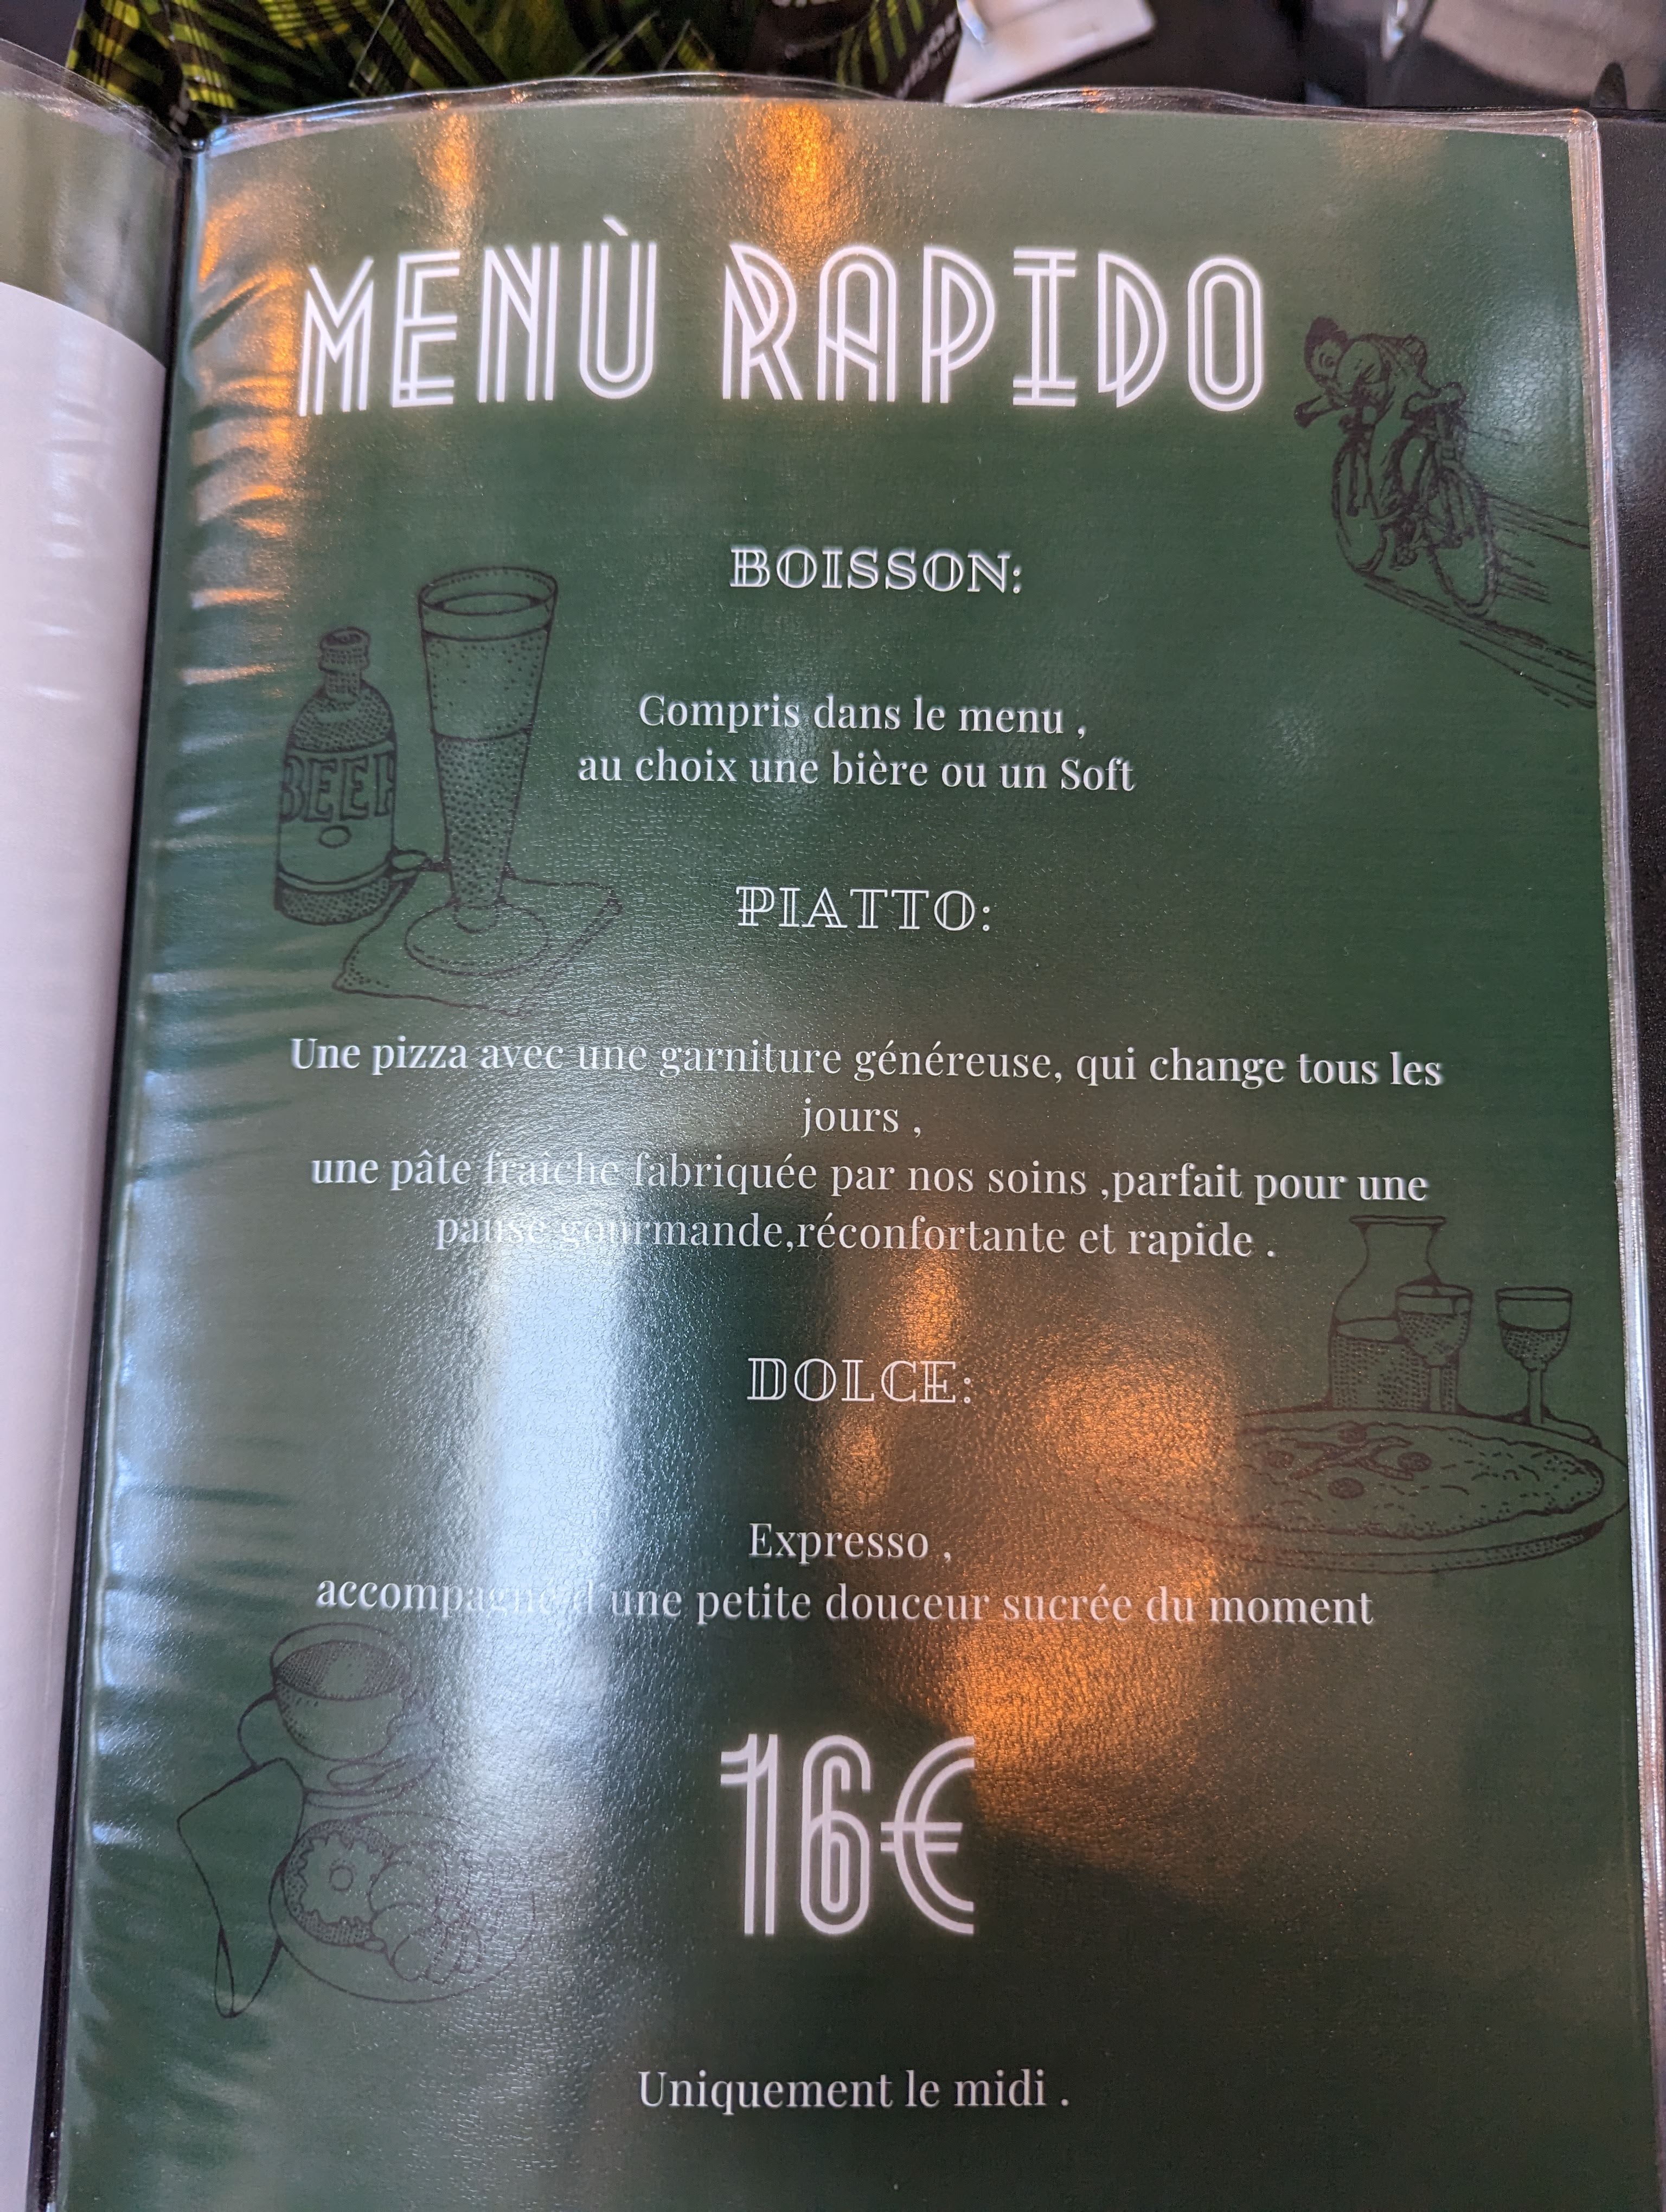 MENÙ RAPIDO
BOISSON:
Compris dans le menu ,
au choix une bière ou un Soft
BEER
PIATTO:
Une pizza avec une garniture généreuse, qui change tous les
jours ,
une pâte fraîche fabriquée par nos soins ,parfait pour une
pause gourmande,réconfortante et rapide .
DOLCE:
Expresso ,
accompagné d'une petite douceur sucrée du moment
16€
Uniquement le midi .